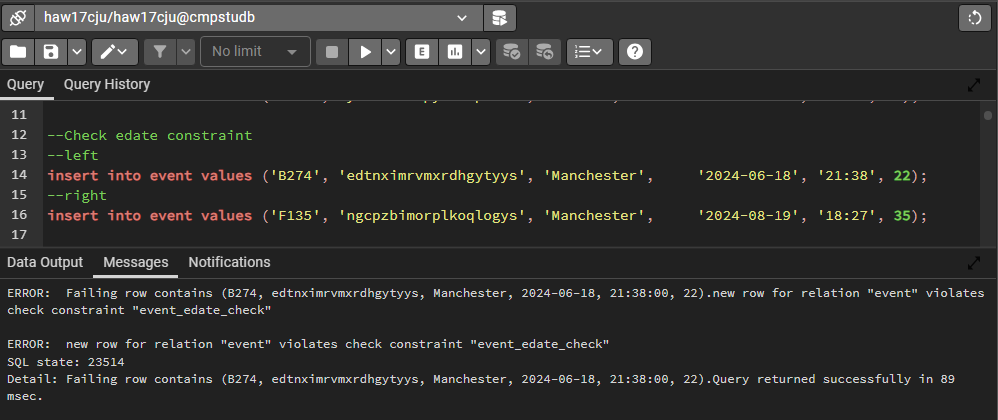 haw17cju/haw17cju@cmpstudb
No limit
E
Query Query History
11
12 --Check edate constraint
13 --left
14 insert into event values ('B274', 'edtnximrvmxrdhgytyys', 'Manchester', '2024-06-18', '21:38', 22);
15 --right
16 insert into event values ('F135', 'ngcpzbimorplkoqlogys', 'Manchester', '2024-08-19', '18:27', 35);
17
Data Output Messages Notifications
ERROR: Failing row contains (B274, edtnximrvmxrdhgytyys, Manchester, 2024-06-18, 21:38:00, 22).new row for relation "event" violates
check constraint "event_edate_check"
ERROR: new row for relation "event" violates check constraint "event_edate_check"
SQL state: 23514
Detail: Failing row contains (B274, edtnximrvmxrdhgytyys, Manchester, 2024-06-18, 21:38:00, 22).Query returned successfully in 89
msec.